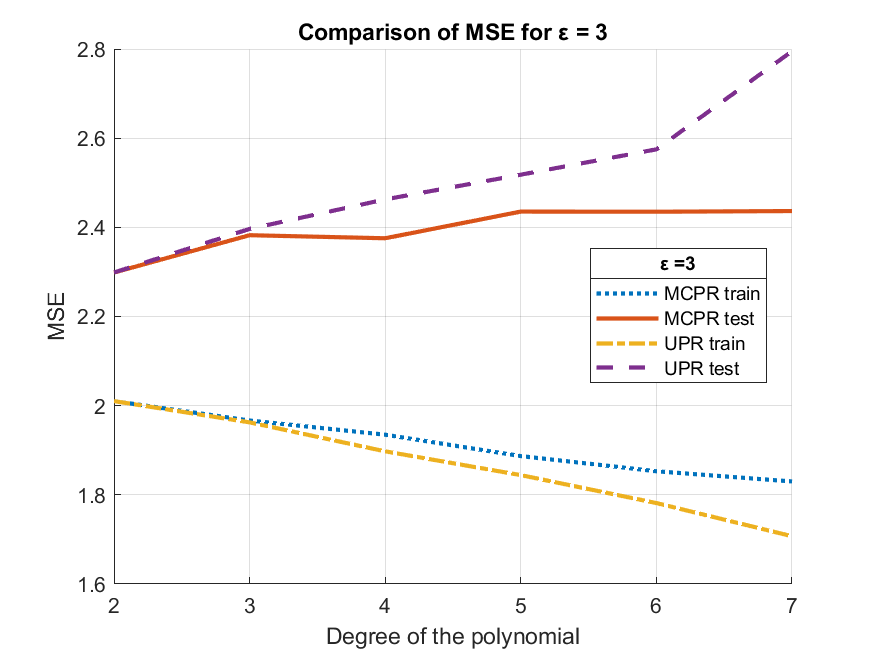 Comparison of MSE for ε = 3
2.8
2.6
2.4
2.2
2
1.8
1.6
MSE
ε =3
MCPR train
MCPR test
UPR train
UPR test
2 3 4 5 6 7
Degree of the polynomial